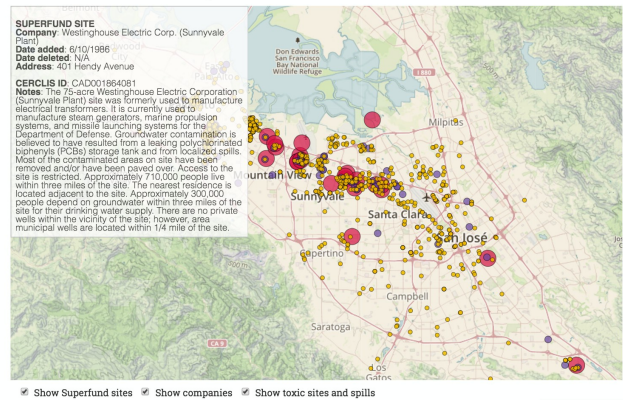 SUPERFUND SITE
Company: Westinghouse Electric Corp. (Sunnyvale
Plant)
Date added: 6/10/1986
Date deleted: N/A
Address: 401 Hendy Avenue
CERCLIS ID: CAD001864081
Notes: The 75-acre Westinghouse Electric Corporation
(Sunnyvale Plant) site was formerly used to manufacture
electrical transformers. It is currently used to
manufacture steam generators, marine propulsion
systems, and missile launching systems for the
Department of Defense. Groundwater contamination is
believed to have resulted from a leaking polychlorinated
biphenyls (PCBs) storage tank and from localized spills.
Most of the contaminated areas on site have been
removed and/or have been paved over. Access to the
site is restricted. Approximately 710,000 people live
within three miles of the site. The nearest residence is
located adjacent to the site. Approximately 300,000
people depend on groundwater within three miles of the
site for their drinking water supply. There are no private
wells within the vicinity of the site; however, area
municipal wells are located within 1/4 mile of the site.
Don Edwards
San Francisco
Bay National
Wildlife Refuge
I 880
Milpitas
Mountain View
Sunnyvale
Santa Clara
San José
Cupertino
Campbell
Saratoga
CA 9
Los
Gatos
Show Superfund sites Show companies Show toxic sites and spills